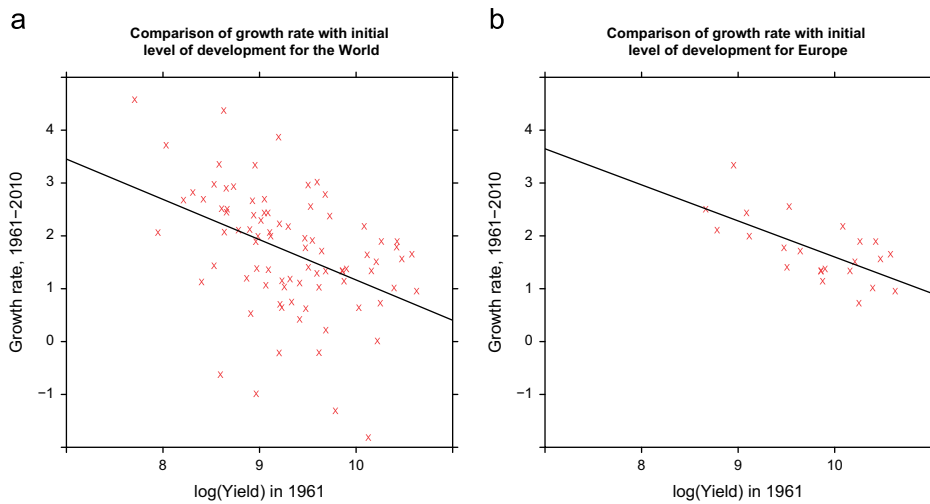 a
Comparison of growth rate with initial
level of development for the World
4
3
2
1
0
−1
Growth rate, 1961−2010
8
9
10
log(Yield) in 1961
b
Comparison of growth rate with initial
level of development for Europe
4
3
2
1
0
−1
Growth rate, 1961−2010
8
9
10
log(Yield) in 1961